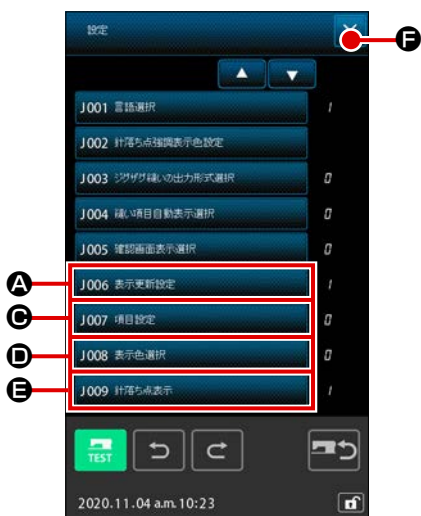 設定
F
▲ ▼
J001 言語選択 1
J002 針落ち点強調表示色設定
J003 ジグザグ縫いの出力形式選択 0
J004 縫い項目自動表示選択 0
J005 確認画面表示選択 0
A J006 表示更新設定 1
C J007 項目設定 0
D J008 表示色選択 0
E J009 針落ち点表示 1
TEST
2020.11.04 a.m. 10:23